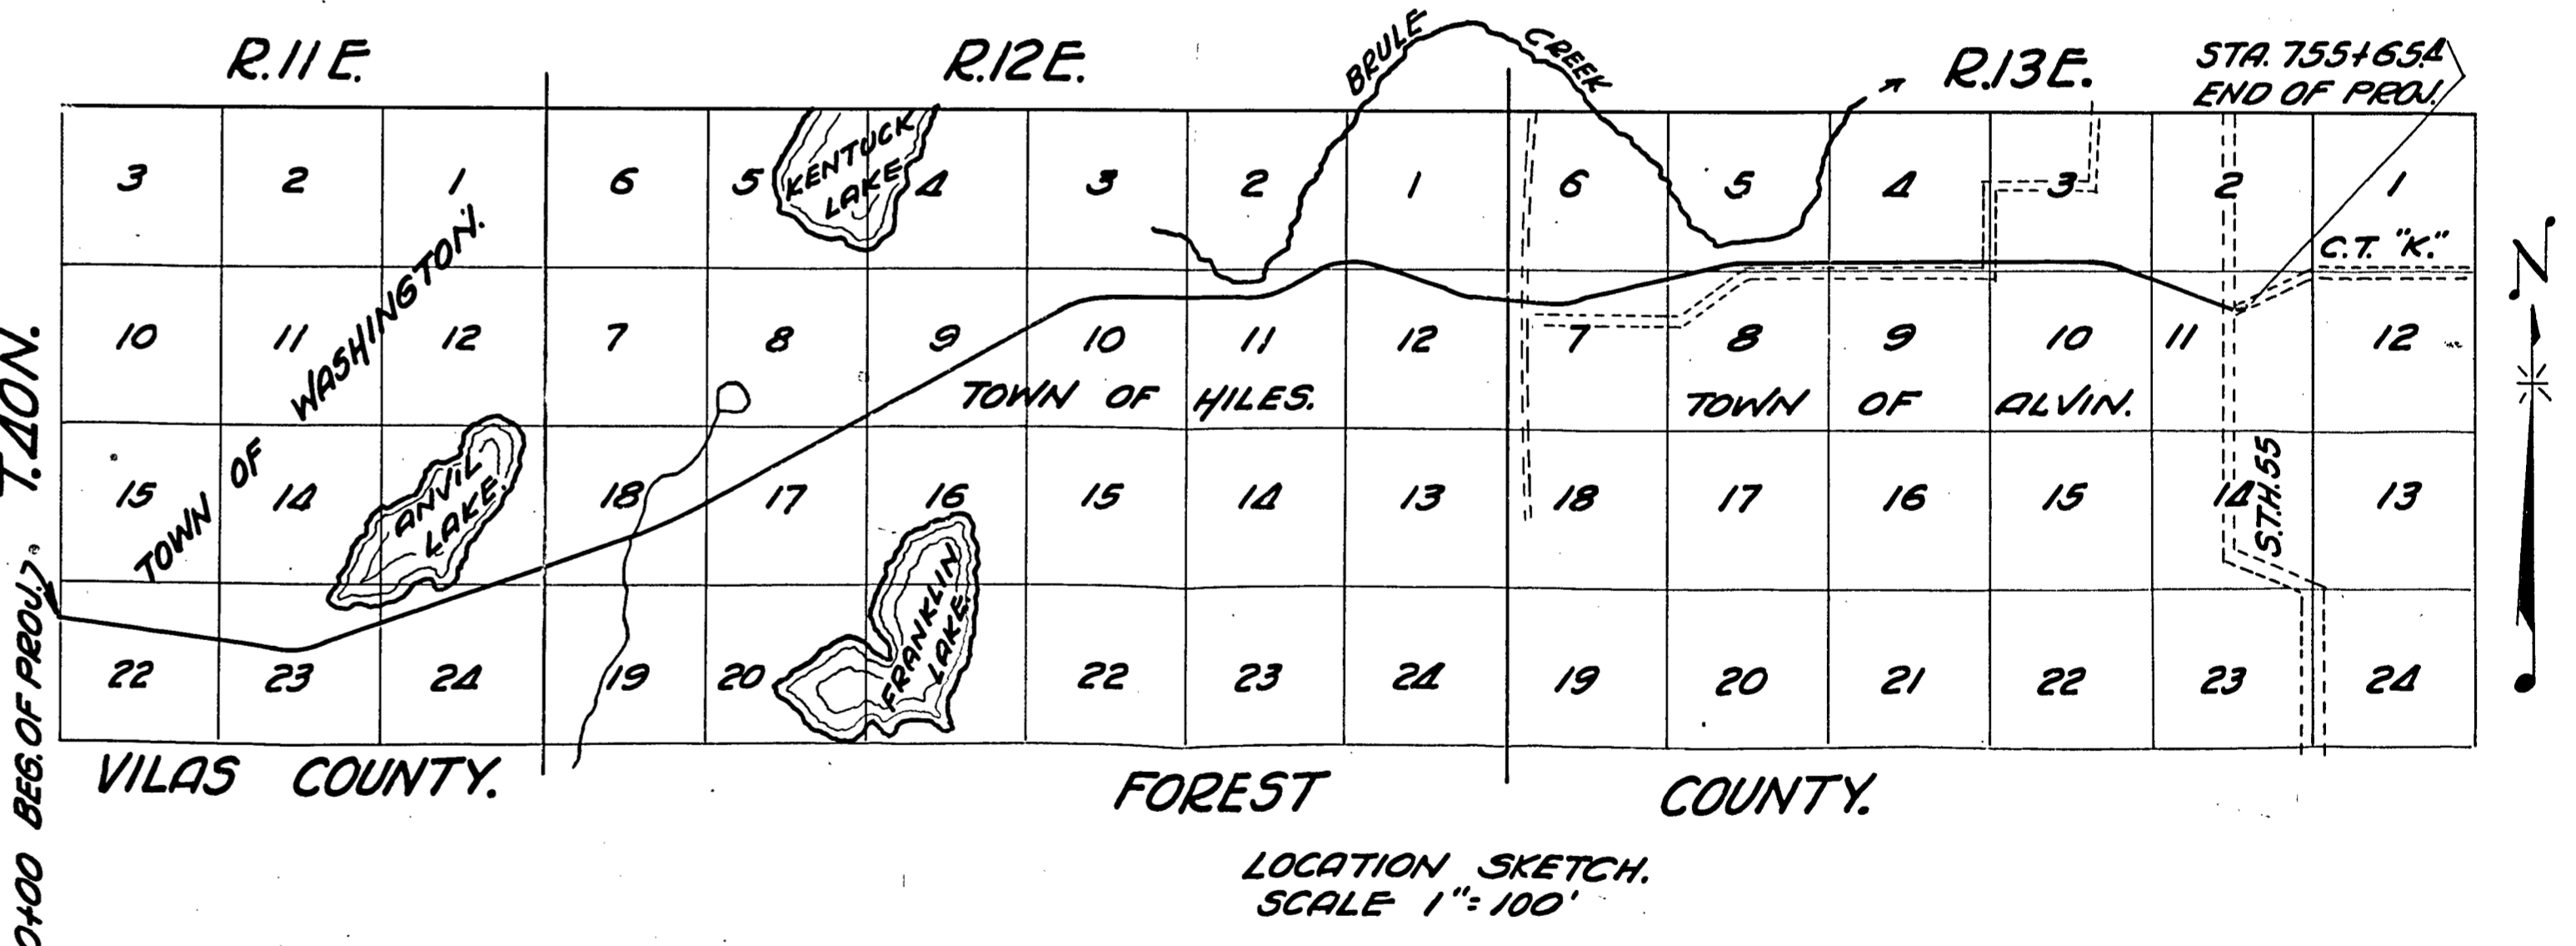 R.11E.
R.12E.
R.13E.
BRULE CREEK
STA. 755+65.4
END OF PROJ.
3 2 1 6 5 4 3 2 1 6 5 4 3 2 1
KENTUCK
LAKE
C.T. "K."
N
10 11 12 7 8 9 10 11 12 7 8 9 10 11 12
TOWN OF WASHINGTON.
TOWN OF HILES.
TOWN OF ALVIN.
T.40N.
15 14 18 17 16 15 14 13 18 17 16 15 14 13
ANVIL
LAKE.
S.T.H.55
0+00 BEG. OF PROJ.
22 23 24 19 20 22 23 24 19 20 21 22 23 24
FRANKLIN
LAKE.
VILAS COUNTY.
FOREST COUNTY.
LOCATION SKETCH.
SCALE 1"=100'